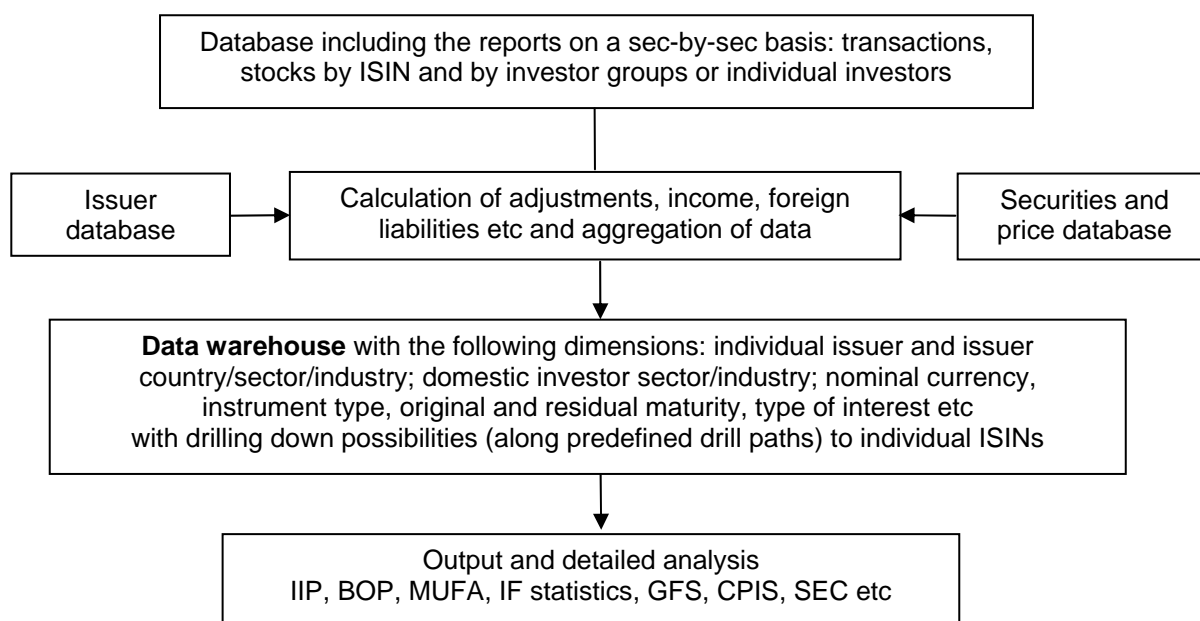 Database including the reports on a sec-by-sec basis: transactions,
stocks by ISIN and by investor groups or individual investors
Issuer
database
Calculation of adjustments, income, foreign
liabilities etc and aggregation of data
Securities and
price database
Data warehouse with the following dimensions: individual issuer and issuer
country/sector/industry; domestic investor sector/industry; nominal currency,
instrument type, original and residual maturity, type of interest etc
with drilling down possibilities (along predefined drill paths) to individual ISINs
Output and detailed analysis
IIP, BOP, MUFA, IF statistics, GFS, CPIS, SEC etc